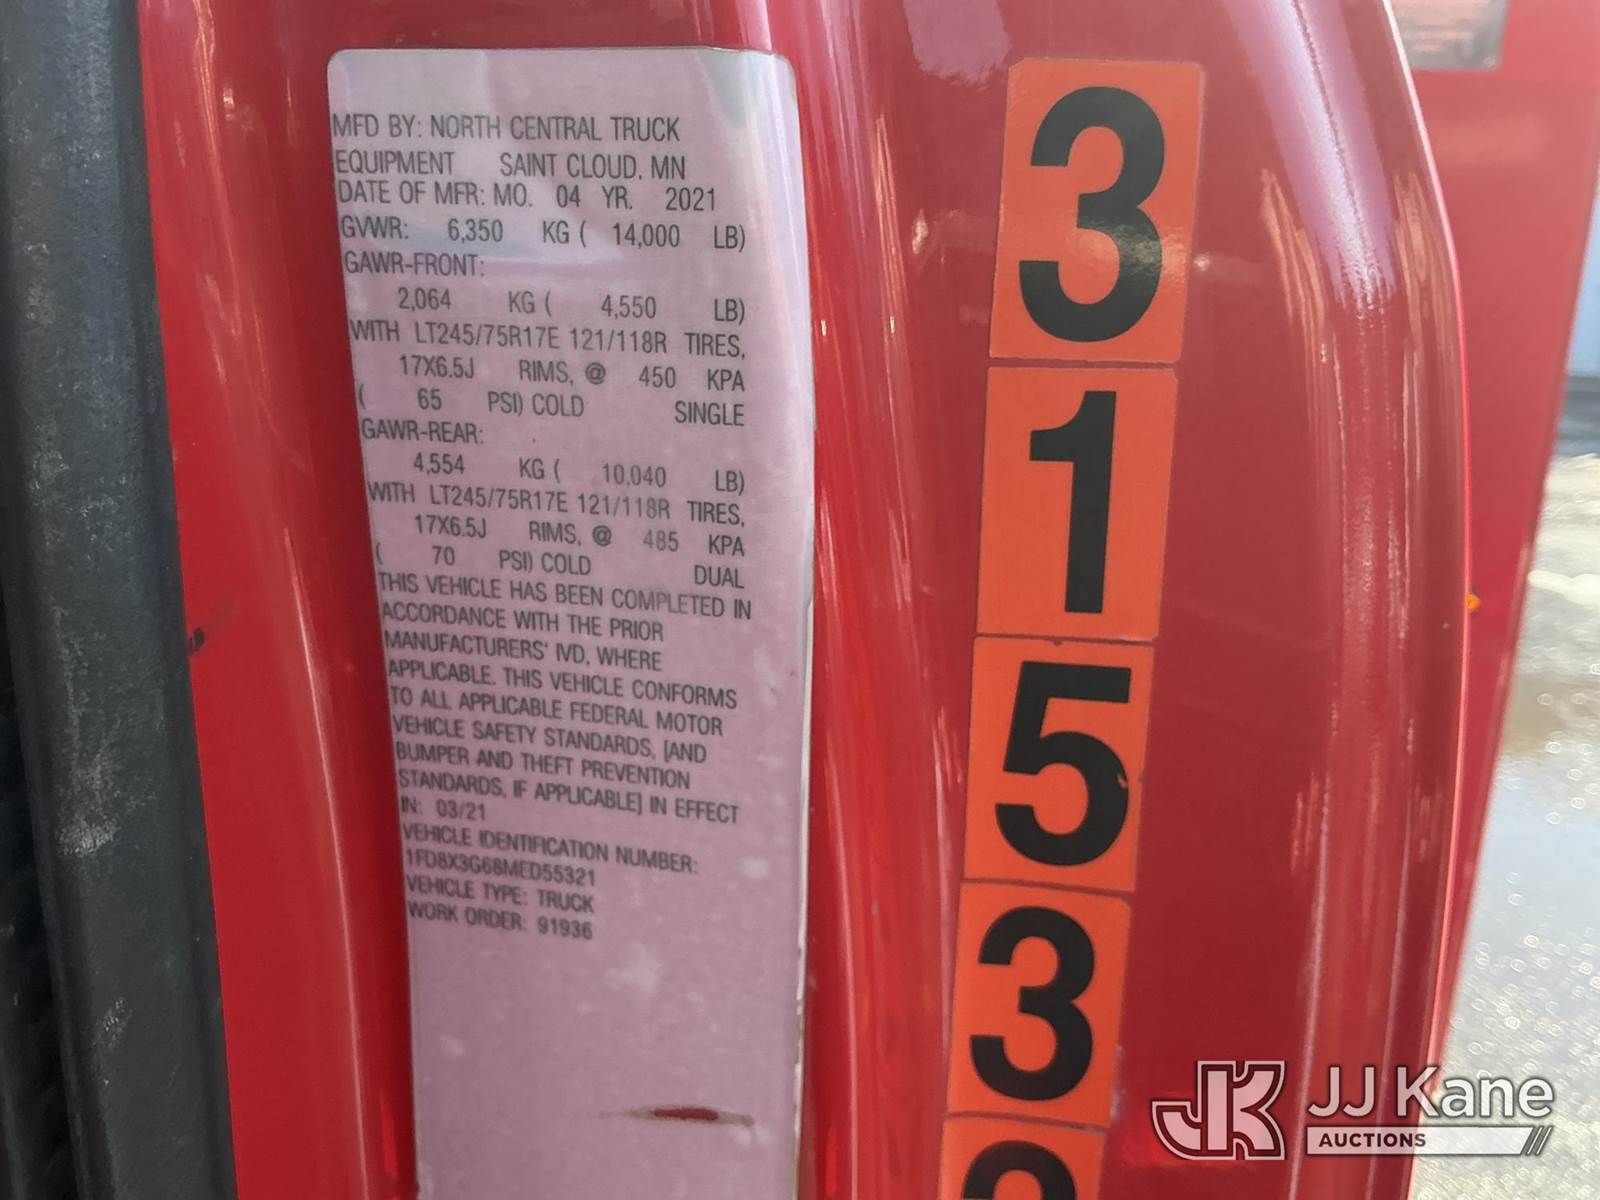 MFD BY: NORTH CENTRAL TRUCK
EQUIPMENT SAINT CLOUD, MN
DATE OF MFR: MO. 04 YR. 2021
GVWR: 6,350 KG ( 14,000 LB)
GAWR-FRONT:
2,064 KG ( 4,550 LB)
WITH LT245/75R17E 121/118R TIRES,
17X6.5J RIMS, @ 450 KPA
( 65 PSI) COLD SINGLE
GAWR-REAR:
4,554 KG ( 10,040 LB)
WITH LT245/75R17E 121/118R TIRES,
17X6.5J RIMS, @ 485 KPA
( 70 PSI) COLD DUAL
THIS VEHICLE HAS BEEN COMPLETED IN
ACCORDANCE WITH THE PRIOR
MANUFACTURERS' IVD, WHERE
APPLICABLE. THIS VEHICLE CONFORMS
TO ALL APPLICABLE FEDERAL MOTOR
VEHICLE SAFETY STANDARDS, [AND
BUMPER AND THEFT PREVENTION
STANDARDS, IF APPLICABLE] IN EFFECT
IN: 03/21
VEHICLE IDENTIFICATION NUMBER:
1FD8X3G68MED55321
VEHICLE TYPE: TRUCK
WORK ORDER: 91936
3
1
5
3
JK JJ Kane
AUCTIONS